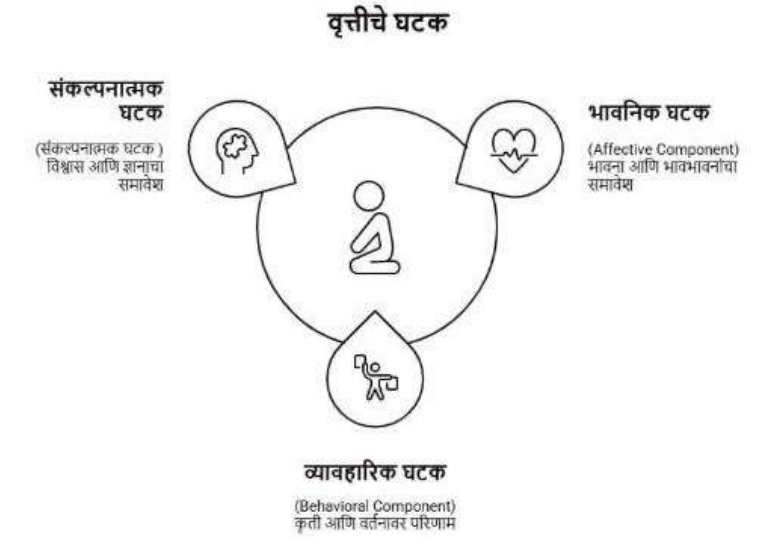 वृत्तीचे घटक
संकल्पनात्मक
घटक
(संकल्पनात्मक घटक )
विश्वास आणि ज्ञानाचा
समावेश
भावनिक घटक
(Affective Component)
भावना आणि भावभावनांचा
समावेश
व्यावहारिक घटक
(Behavioral Component)
कृती आणि वर्तनावर परिणाम